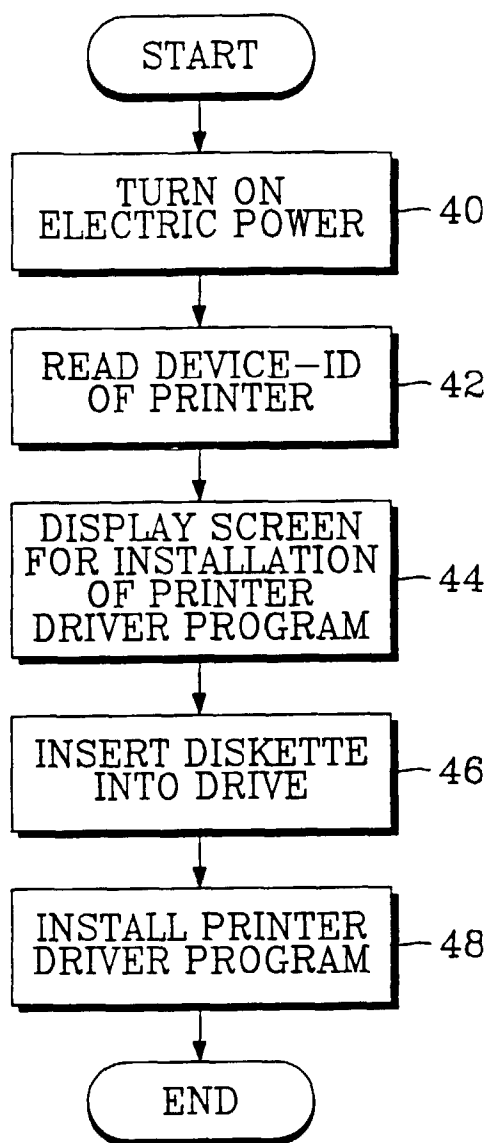 START
TURN ON
ELECTRIC POWER
40
READ DEVICE-ID
OF PRINTER
42
DISPLAY SCREEN
FOR INSTALLATION
OF PRINTER
DRIVER PROGRAM
44
INSERT DISKETTE
INTO DRIVE
46
INSTALL PRINTER
DRIVER PROGRAM
48
END